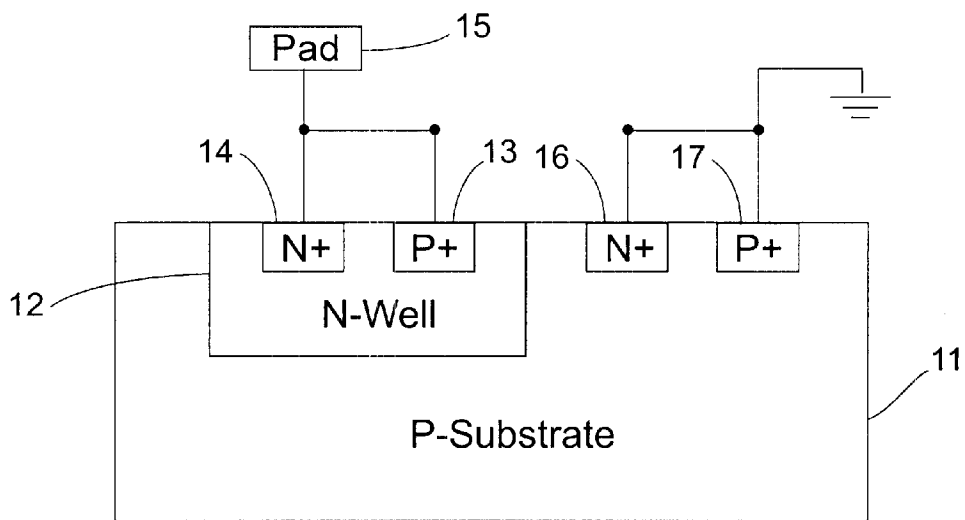 Pad
15
14
13
16
17
N+
P+
N+
P+
12
N-Well
11
P-Substrate